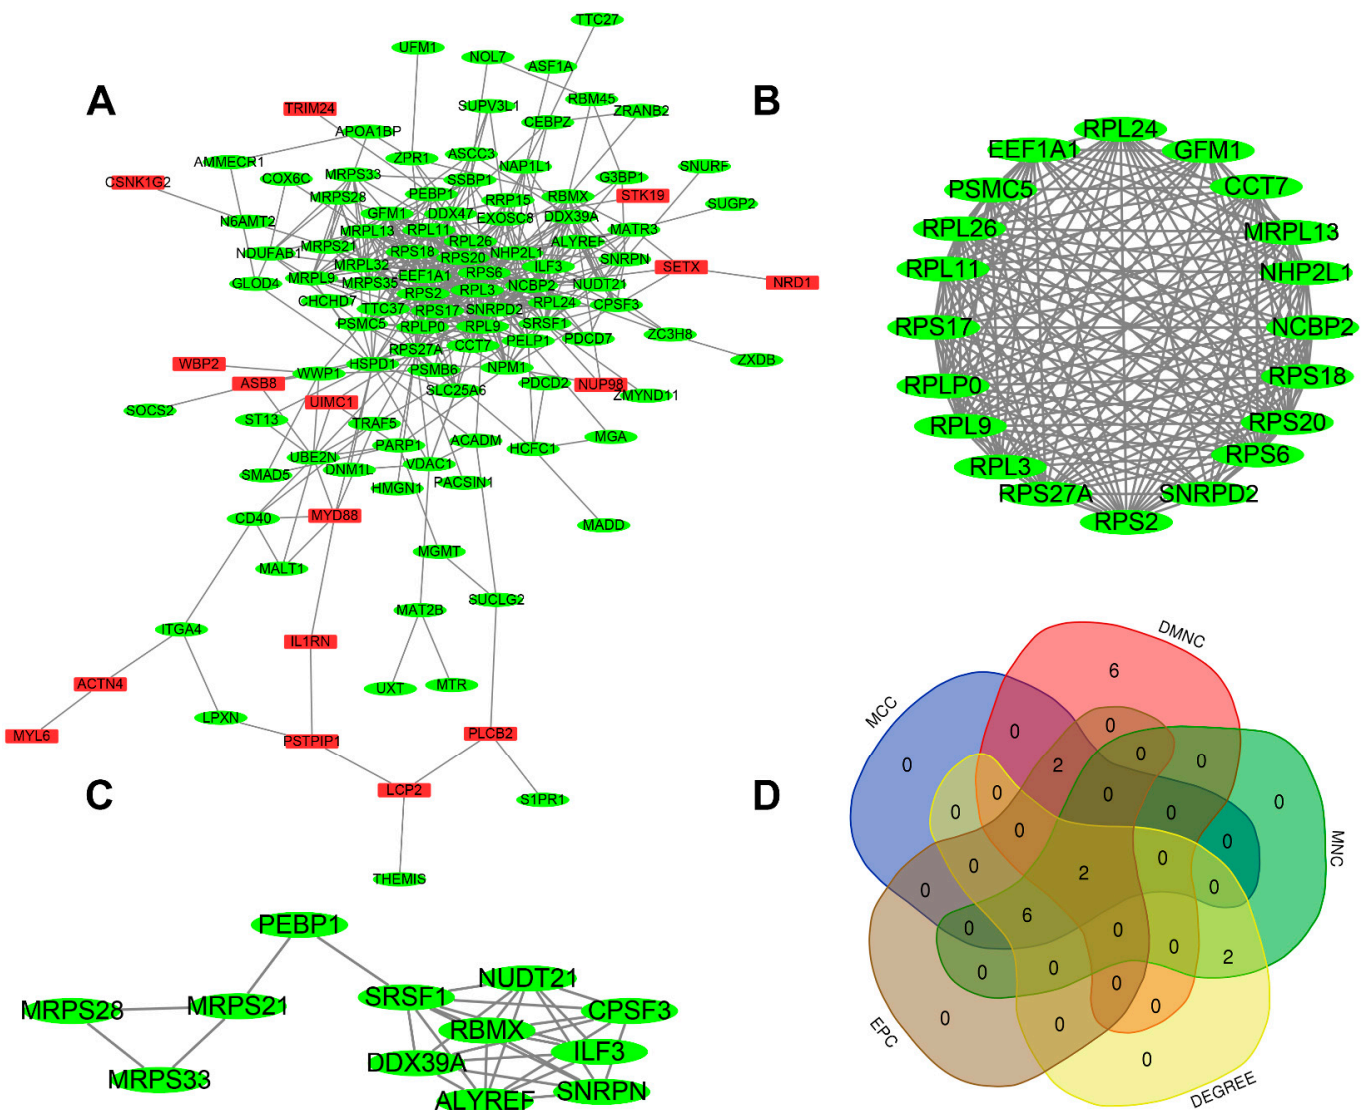 A
TTC27
UFM1
NOL7
ASF1A
TRIM24
SUPV3L1
RBM45
ZRANB2
CEBPZ
APOA1BP
AMMECR1
ZPR1
ASCC3
NAP1L1
SNURF
CSNK1G2
COX6C
MRPS33
SSBP1
G3BP1
STK19
MRPS28
PEBP1
RRP15
RBMX
SUGP2
N6AMT2
GFM1
DDX47
EXOSC8
DDX39A
MATR3
MRPL13
RPL11
RPL26
ALYREF
NDUFAB1
MRPS21
RPS18
RPS20
NHP2L1
SNRPN
SETX
NRD1
GLOD4
MRPL9
MRPL32
MRPS35
EEF1A1
RPS6
ILF3
NUDT21
NCBP2
CHCHD7
RPS2
RPL3
RPL24
CPSF3
TTC37
RPS17
SNRPD2
PSMC5
RPLP0
RPL9
SRSF1
ZC3H8
WBP2
RPS27A
CCT7
PELP1
PDCD7
ZXDB
ASB8
WWP1
HSPD1
PSMB6
NPM1
PDCD2
NUP98
ZMYND11
SLC25A6
SOCS2
UIMC1
ST13
TRAF5
PARP1
ACADM
HCFC1
MGA
UBE2N
SMAD5
DNM1L
VDAC1
HMGN1
PACSIN1
CD40
MYD88
MADD
MALT1
MGMT
MAT2B
SUCLG2
ITGA4
IL1RN
ACTN4
UXT
MTR
MYL6
LPXN
PSTPIP1
PLCB2
LCP2
S1PR1
THEMIS
B
RPL24
EEF1A1
GFM1
PSMC5
CCT7
RPL26
MRPL13
RPL11
NHP2L1
RPS17
NCBP2
RPLP0
RPS18
RPL9
RPS20
RPL3
RPS6
RPS27A
SNRPD2
RPS2
C
PEBP1
MRPS28
MRPS21
MRPS33
SRSF1
NUDT21
CPSF3
RBMX
DDX39A
ILF3
ALYREF
SNRPN
D
DMNC
MCC
MNC
EPC
DEGREE
6
0
0
0
2
0
0
0
0
0
0
0
0
0
0
0
0
2
0
0
6
0
0
0
2
0
0
0
0
0
0